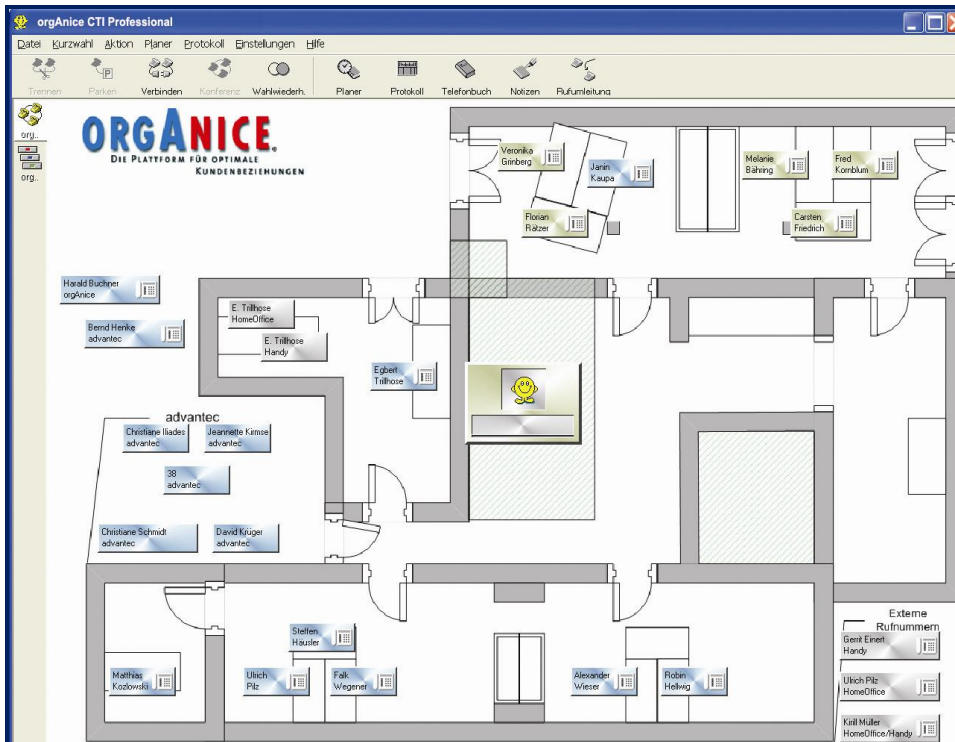 orgAnice CTI Professional
Datei Kurzwahl Aktion Planer Protokoll Einstellungen Hilfe
Trennen Parken Verbinden Konferenz Wahlwiederh. Planer Protokoll Telefonbuch Notizen Rufumleitung
org..
org..
ORGANICE.
DIE PLATTFORM FÜR OPTIMALE
KUNDENBEZIEHUNGEN
Veronika
Grinberg
Janin
Kaupa
Florian
Rätzer
Melanie
Bähring
Fred
Kornblum
Carsten
Friedrich
Harald Buchner
orgAnice
Bernd Henke
advantec
E. Trillhose
HomeOffice
E. Trillhose
Handy
Egbert
Trillhose
advantec
Christiane Iliades
advantec
Jeannette Kirmse
advantec
38
advantec
Christiane Schmidt
advantec
David Krüger
advantec
Matthias
Kozlowski
Steffen
Häusler
Ulrich
Pilz
Falk
Wegener
Alexander
Wieser
Robin
Hellwig
Externe
Rufnummern
Gerrit Einert
Handy
Ulrich Pilz
HomeOffice
Kirill Müller
HomeOffice/Handy